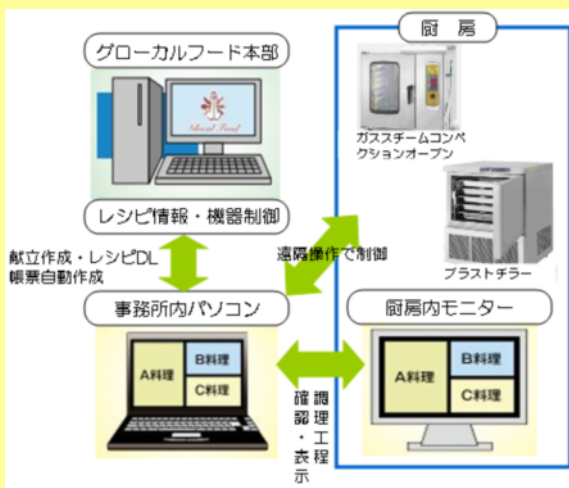 グローカルフード本部
Glocal Food
レシピ情報・機器制御
厨 房
ガススチームコンベ
クションオーブン
ブラストチラー
献立作成・レシピDL
帳票自動作成
遠隔操作で制御
事務所内パソコン
A料理
B料理
C料理
調理工程
確認・表示
厨房内モニター
A料理
B料理
C料理